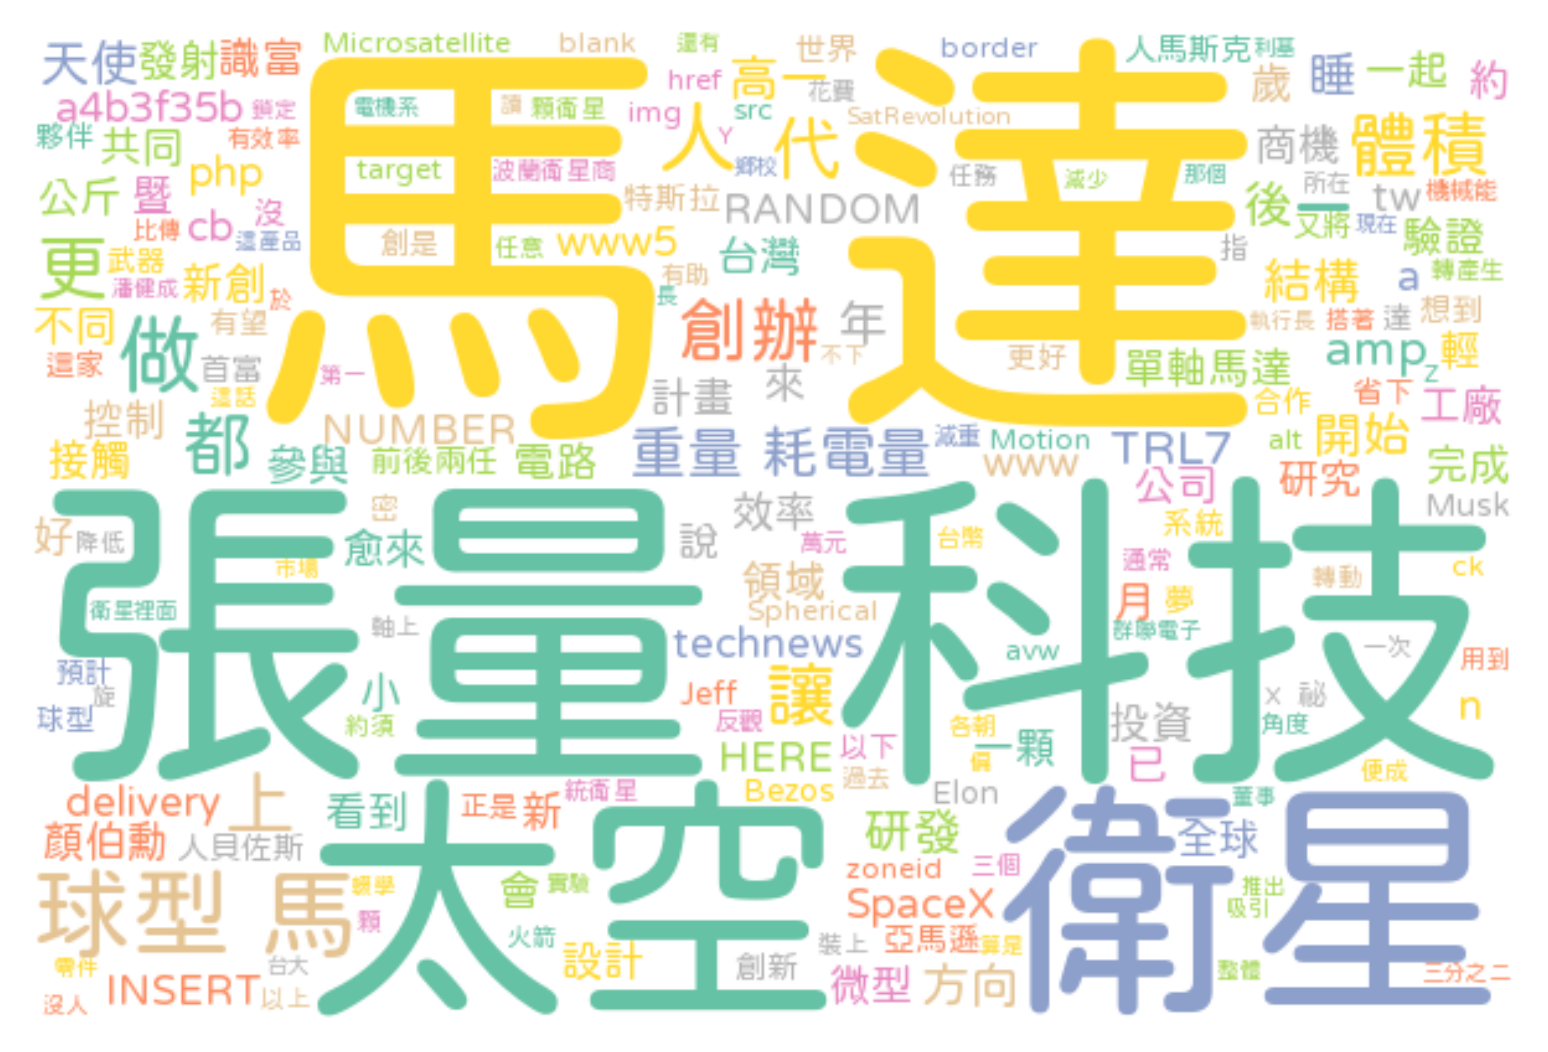 天使 發射 識富 Microsatellite blank 還有 世界 border 人馬斯克 利基
a4b3f35b 鎖定 電機系 讀 顆衛星 img href 高一 src 花費 SatRevolution 歲 睡 一起 約
夥伴 共同 有效率 target 波蘭衛星商 人 Y 鄉校 代 任務 減少 那個 商機 體積
公斤 暨 php 特斯拉 RANDOM 後 所在 一 tw 機械能
比傳 cb 沒 這產品 創是 任意 www5 台灣 指 又將 現在 驗證
更 武器 潘健成 新創 於 有助 長 結構 a 轉產生
馬達
不同 做 有望 創辦 年 不下 更好 執行長 搭著 達 想到
這家 首富 第一 這話 計畫 來 單軸馬達 amp z 輕
控制 都 NUMBER 合作 省下 工廠
接觸 參與 前後兩任 電路 重量 耗電量 減重 Motion www TRL7 alt 開始 完成
密 效率 公司 研究 Musk
好 降低 市場 愈來 說 萬元 台幣 系統 通常 ck
張量科技
衛星裡面 軸上 領域 Spherical 月 夢 轉動
預計 旋 小 technews avw 群聯電子 一次 用到
球型 約須 Jeff 反觀 讓 各朝 一顆 投資 x 祕 角度 n
HERE 以下 偏 已 便成
delivery 上 看到 正是 新 統衛星 Bezos 過去 Elon 董事
顏伯勳 人貝佐斯 研發 全球
太空 衛星
球型 馬 蝦學 顆 會 實驗 zoneid 三個 SpaceX 推出 吸引
火箭 裝上 亞馬遜 算是
零件 台大 設計 創新 微型 方向 整體 三分之二
沒人 INSERT 以上